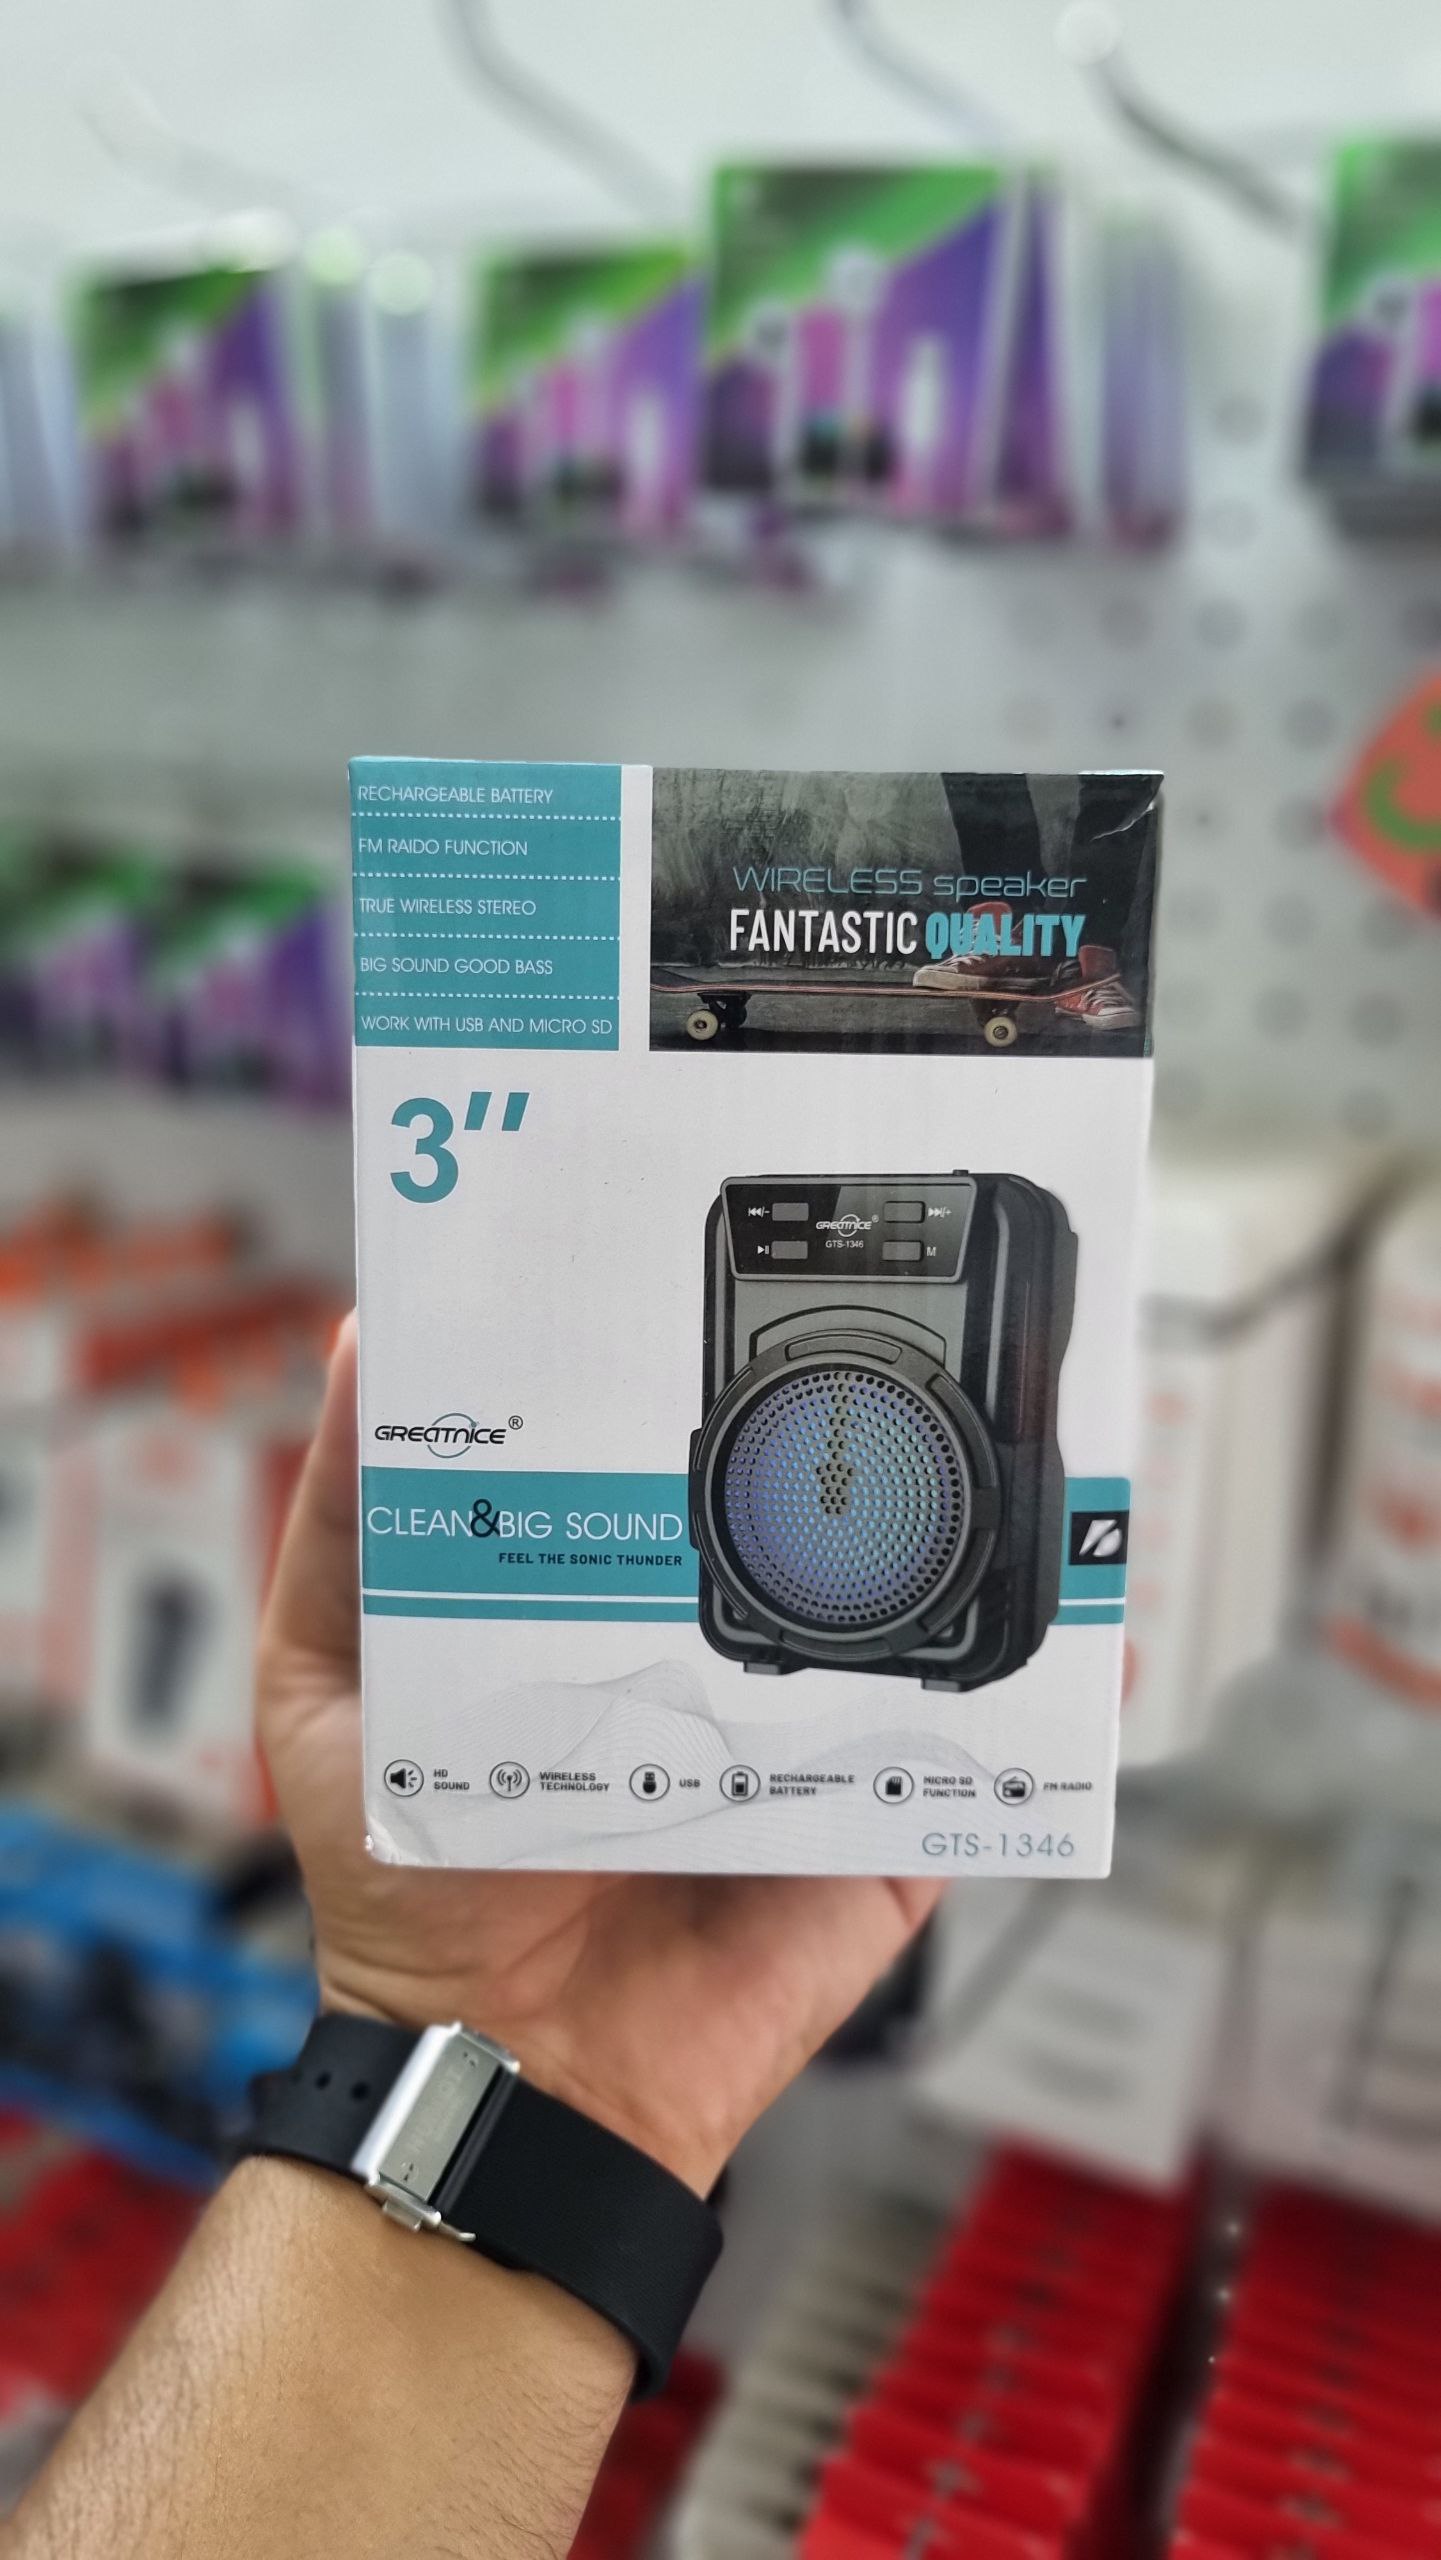 RECHARGEABLE BATTERY
FM RAIDO FUNCTION
TRUE WIRELESS STEREO
BIG SOUND GOOD BASS
WORK WITH USB AND MICRO SD
WIRELESS speaker
FANTASTIC QUALITY
3"
GREATNICE
GTS-1346
M
GREATNICE®
CLEAN&BIG SOUND
FEEL THE SONIC THUNDER
HD
SOUND
WIRELESS
TECHNOLOGY
USB
RECHARGEABLE
BATTERY
MICRO SD
FUNCTION
FM RADIO
GTS-1346